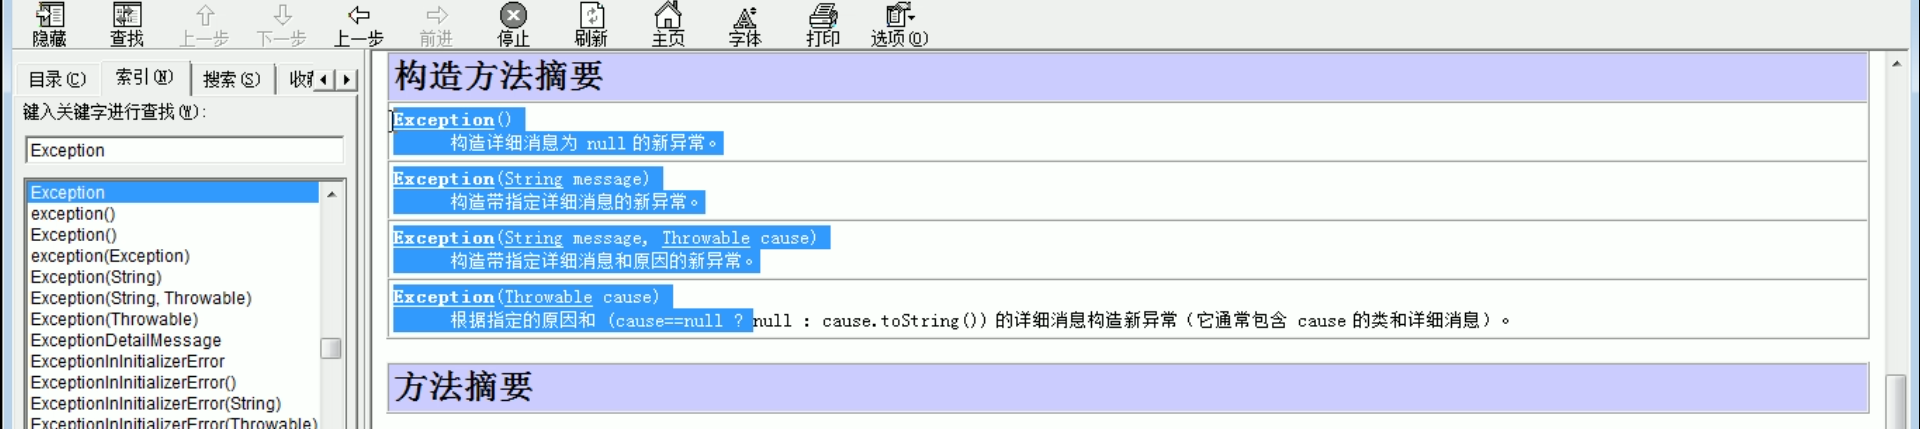 隐藏 查找 上一步 下一步 上一步 前进 停止 刷新 主页 字体 打印 选项(O)
目录(C) 索引(N) 搜索(S)
键入关键字进行查找(W):
Exception
Exception
exception()
Exception()
exception(Exception)
Exception(String)
Exception(String, Throwable)
Exception(Throwable)
ExceptionDetailMessage
ExceptionInInitializerError
ExceptionInInitializerError()
ExceptionInInitializerError(String)
ExceptionInInitializerError(Throwable)
构造方法摘要
Exception()
构造详细消息为 null 的新异常。
Exception(String message)
构造带指定详细消息的新异常。
Exception(String message, Throwable cause)
构造带指定详细消息和原因的新异常。
Exception(Throwable cause)
根据指定的原因和 (cause==null ? null : cause.toString()) 的详细消息构造新异常（它通常包含 cause 的类和详细消息）。
方法摘要